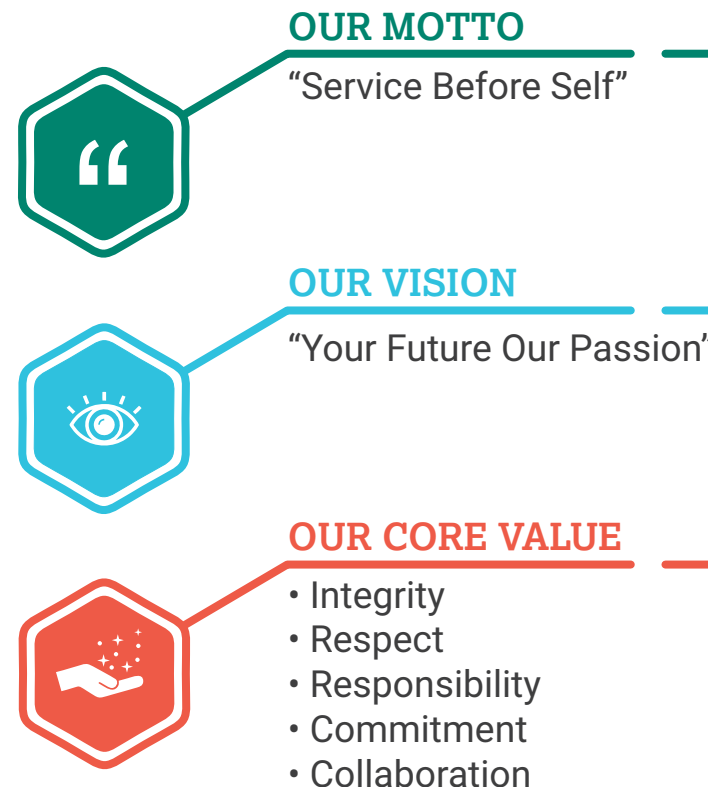 OUR MOTTO
“Service Before Self”
OUR VISION
“Your Future Our Passion”
OUR CORE VALUE
• Integrity
• Respect
• Responsibility
• Commitment
• Collaboration